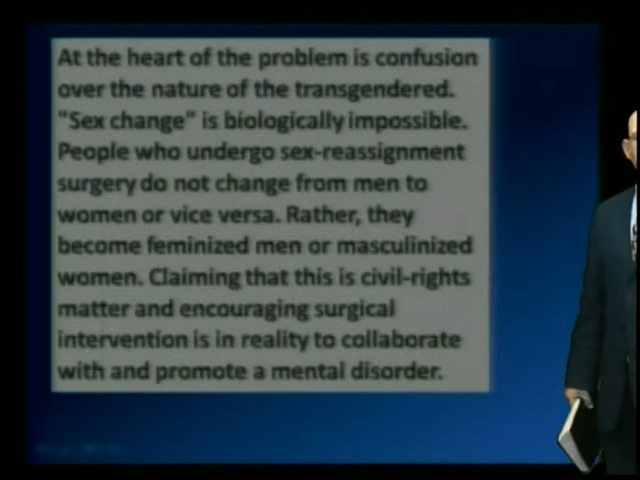 At the heart of the problem is confusion
over the nature of the transgendered.
"Sex change" is biologically impossible.
People who undergo sex-reassignment
surgery do not change from men to
women or vice versa. Rather, they
become feminized men or masculinized
women. Claiming that this is civil-rights
matter and encouraging surgical
intervention is in reality to collaborate
with and promote a mental disorder.